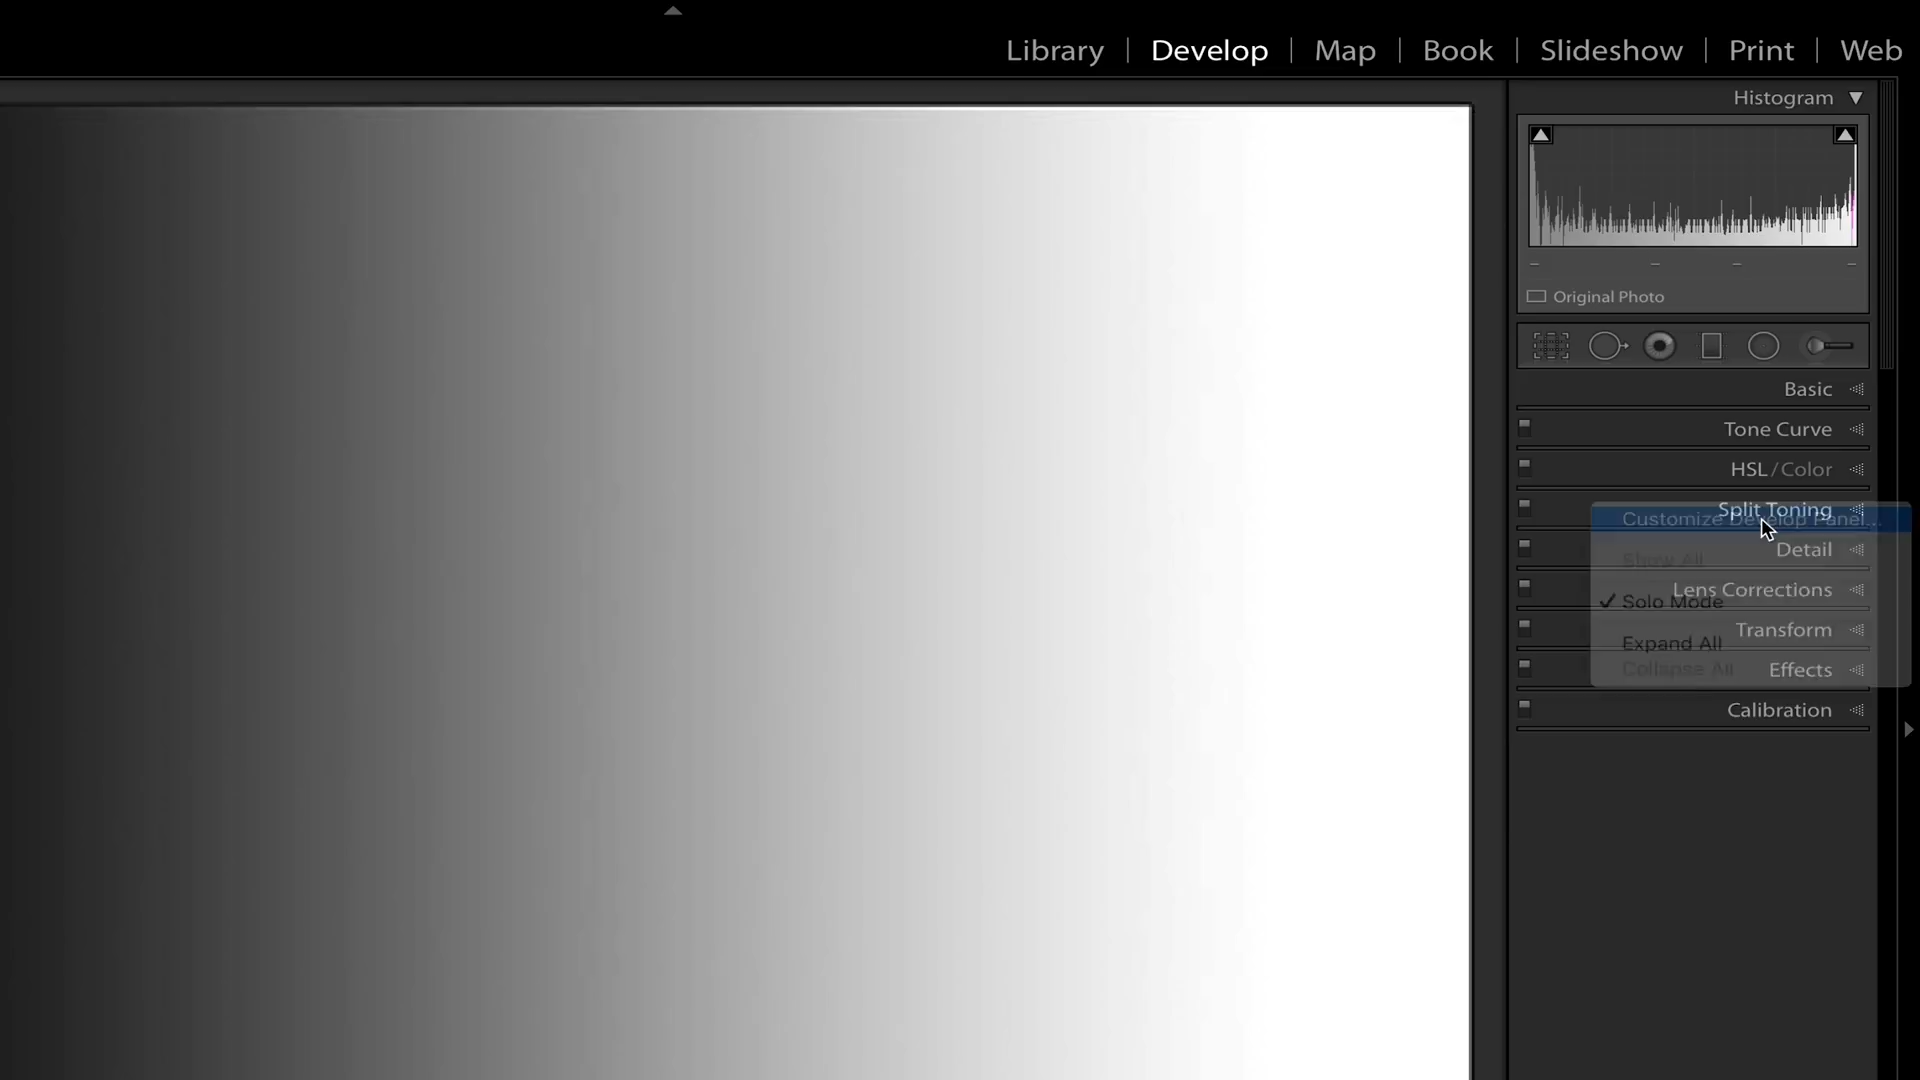 Library | Develop | Map | Book | Slideshow | Print | Web
Histogram
Original Photo
Basic
Tone Curve
HSL / Color
Split Toning
Customize Develop Panel...
Detail
Show All
Lens Corrections
✓ Solo Mode
Transform
Expand All
Effects
Collapse All
Calibration